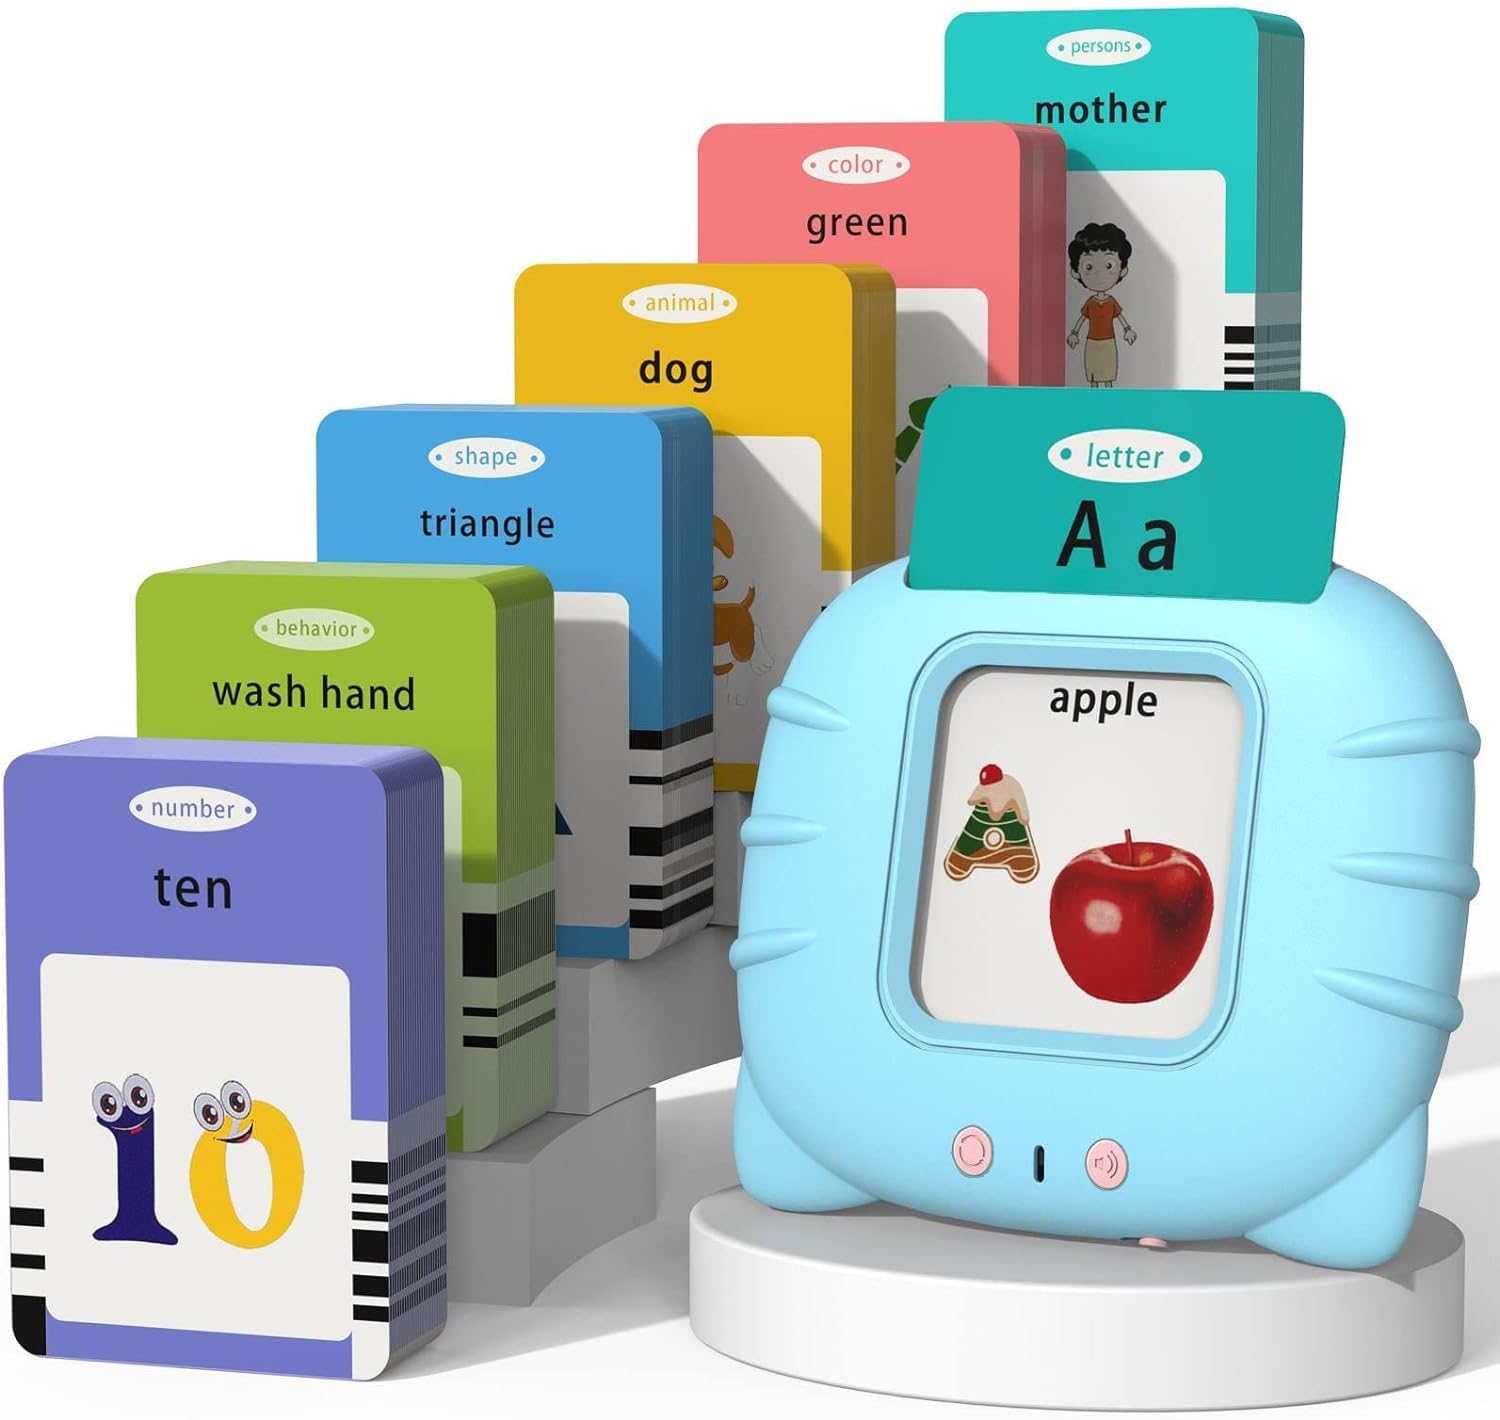 persons
mother
color
green
animal
dog
shape
triangle
behavior
wash hand
number
ten
10
letter
A a
apple
A